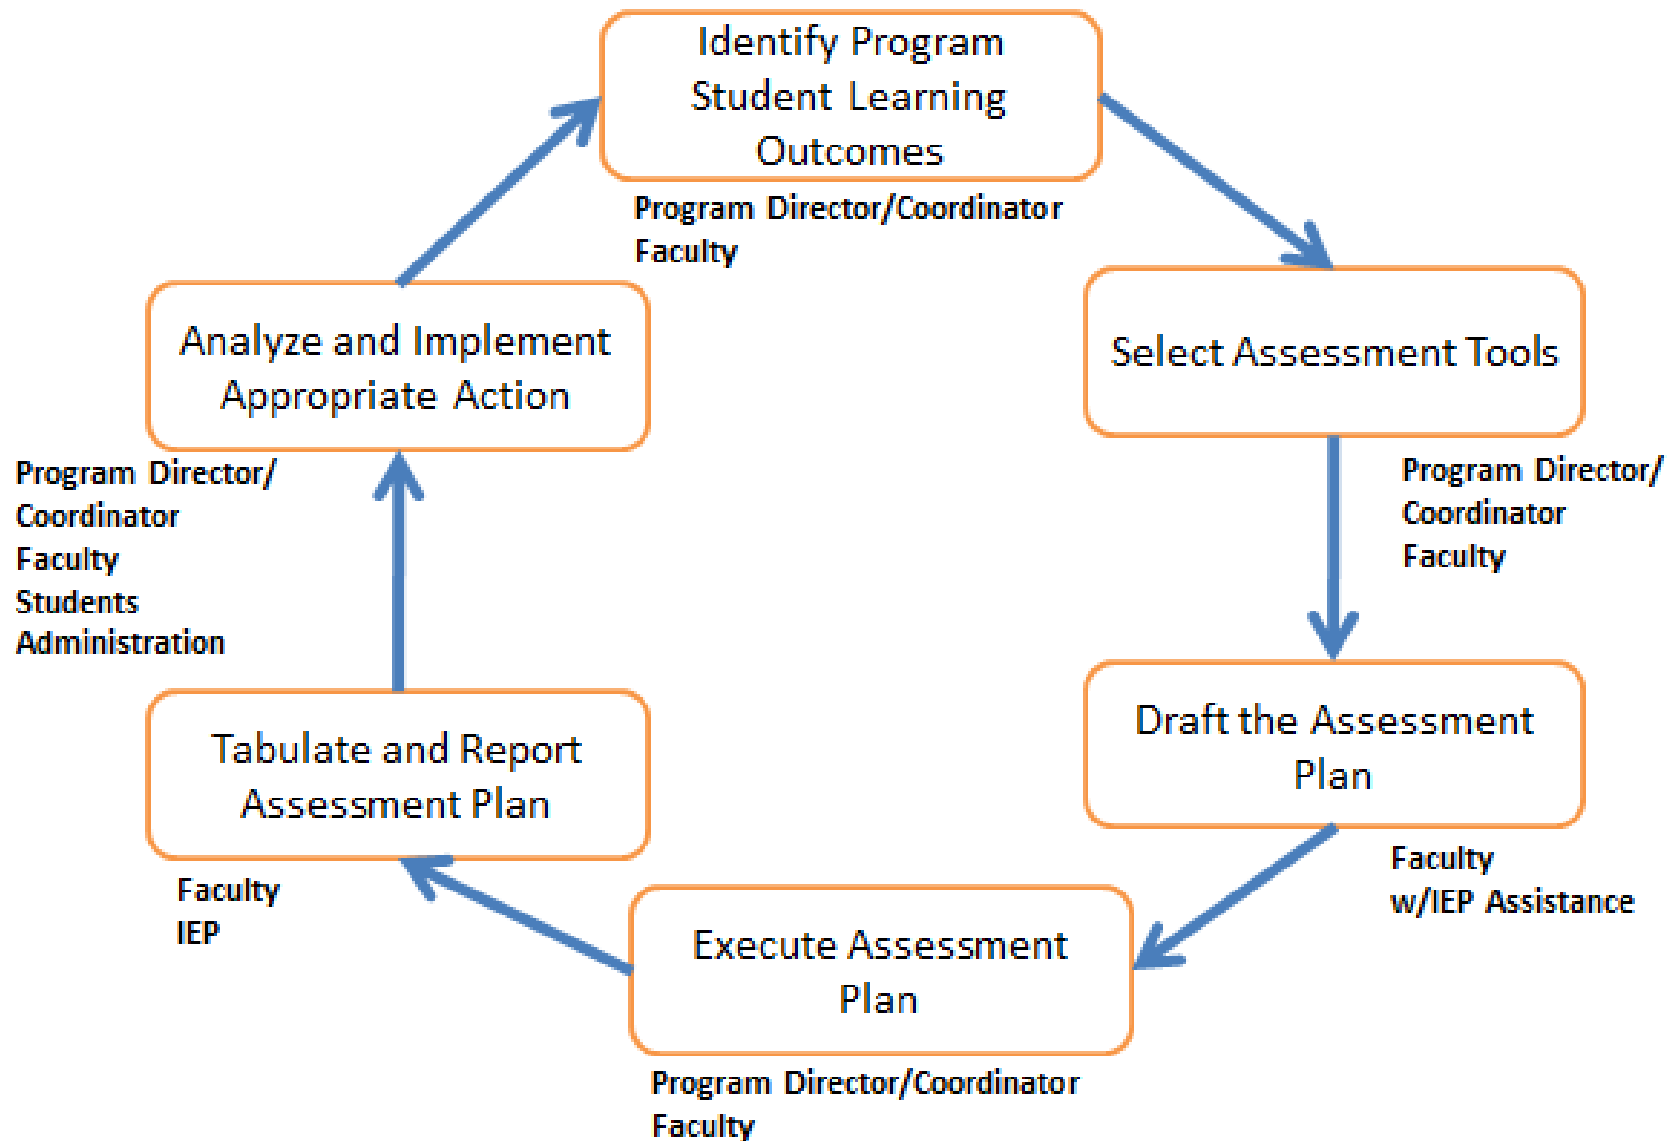 Identify Program
Student Learning
Outcomes
Program Director/Coordinator
Faculty
Select Assessment Tools
Program Director/
Coordinator
Faculty
Draft the Assessment
Plan
Faculty
w/IEP Assistance
Execute Assessment
Plan
Program Director/Coordinator
Faculty
Tabulate and Report
Assessment Plan
Faculty
IEP
Analyze and Implement
Appropriate Action
Program Director/
Coordinator
Faculty
Students
Administration